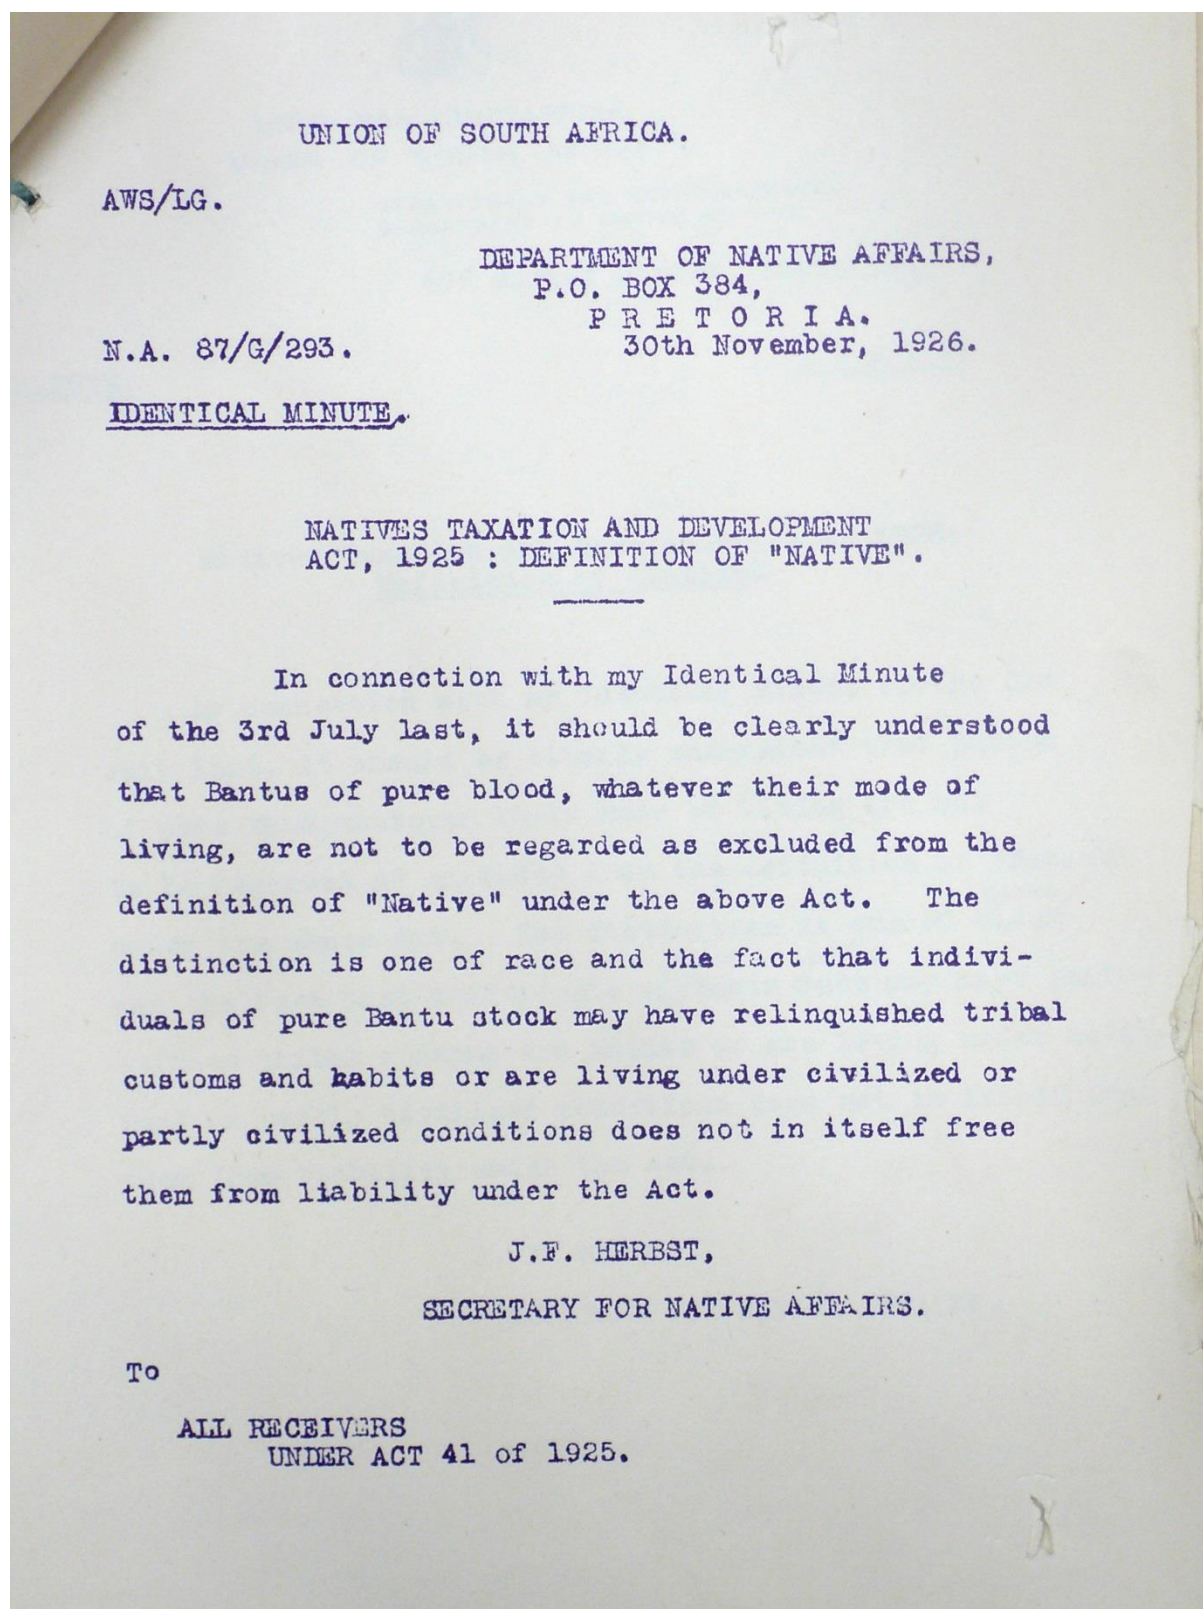 UNION OF SOUTH AFRICA.
AWS/LG.
DEPARTMENT OF NATIVE AFFAIRS,
P.O. BOX 384,
P R E T O R I A.
N.A. 87/G/293.
30th November, 1926.
IDENTICAL MINUTE.
NATIVES TAXATION AND DEVELOPMENT
ACT, 1925 : DEFINITION OF "NATIVE".
In connection with my Identical Minute
of the 3rd July last, it should be clearly understood
that Bantus of pure blood, whatever their mode of
living, are not to be regarded as excluded from the
definition of "Native" under the above Act. The
distinction is one of race and the fact that indivi-
duals of pure Bantu stock may have relinquished tribal
customs and habits or are living under civilized or
partly civilized conditions does not in itself free
them from liability under the Act.
J.F. HERBST,
SECRETARY FOR NATIVE AFFAIRS.
To
ALL RECEIVERS
UNDER ACT 41 of 1925.